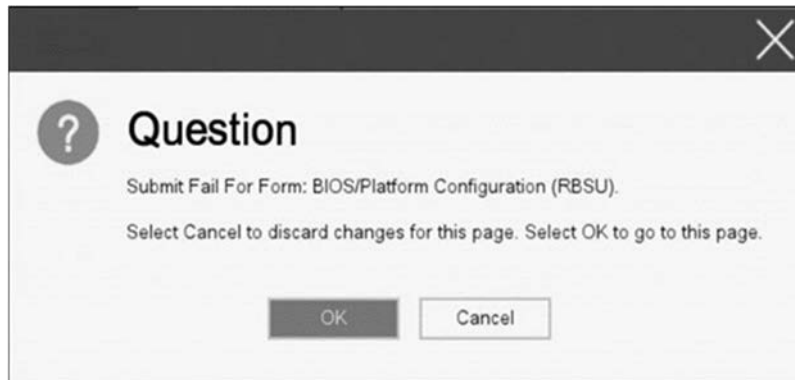 Question
Submit Fail For Form: BIOS/Platform Configuration (RBSU).
Select Cancel to discard changes for this page. Select OK to go to this page.
OK
Cancel